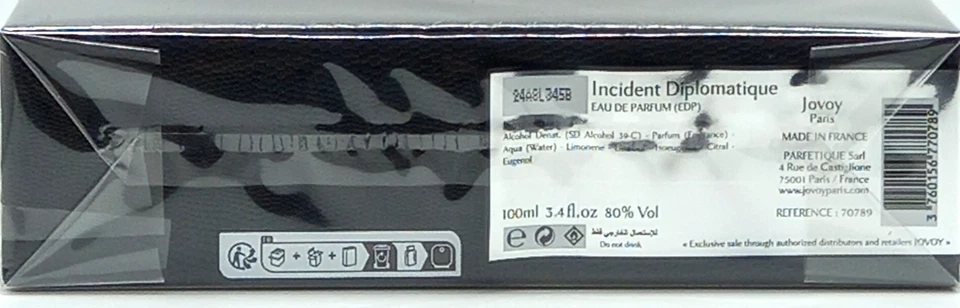 24A8L345B
Incident Diplomatique
EAU DE PARFUM (EDP)
Alcohol Denat. (SD Alcohol 39-C) - Parfum (Fragrance) -
Aqua (Water) - Limonene - Citral -
Eugenol
100ml 3.4fl.oz 80% Vol
للإستعمال الخارجي فقط
Do not drink
Jovoy
Paris
MADE IN FRANCE
PARFETIQUE Sarl
4 Rue de Castiglione
75001 Paris / France
www.jovoyparis.com
REFERENCE : 70789
« Exclusive sale through authorized distributors and retailers JOVOY »
3 760156 770789
FR